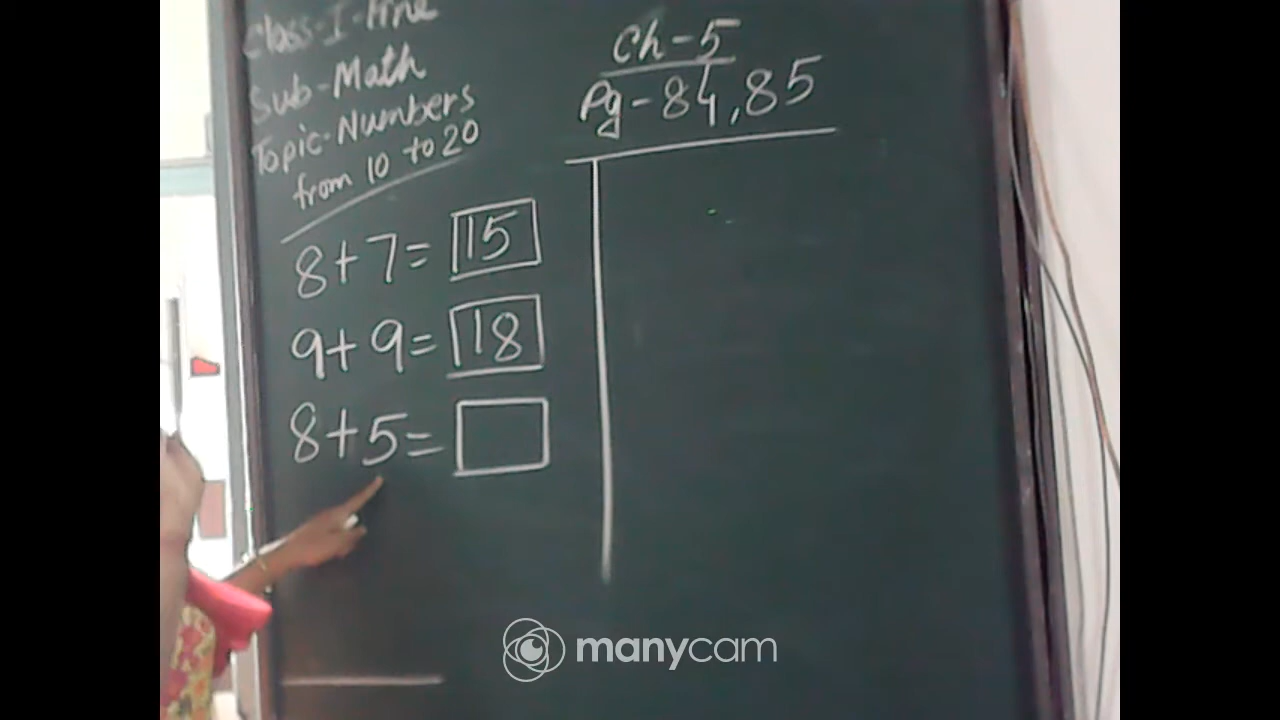 Class-I-Pine
Sub-Math
Topic-Numbers
from 10 to 20
8+7=15
9+9=18
8+5=
Ch-5
Pg-84,85
manycam